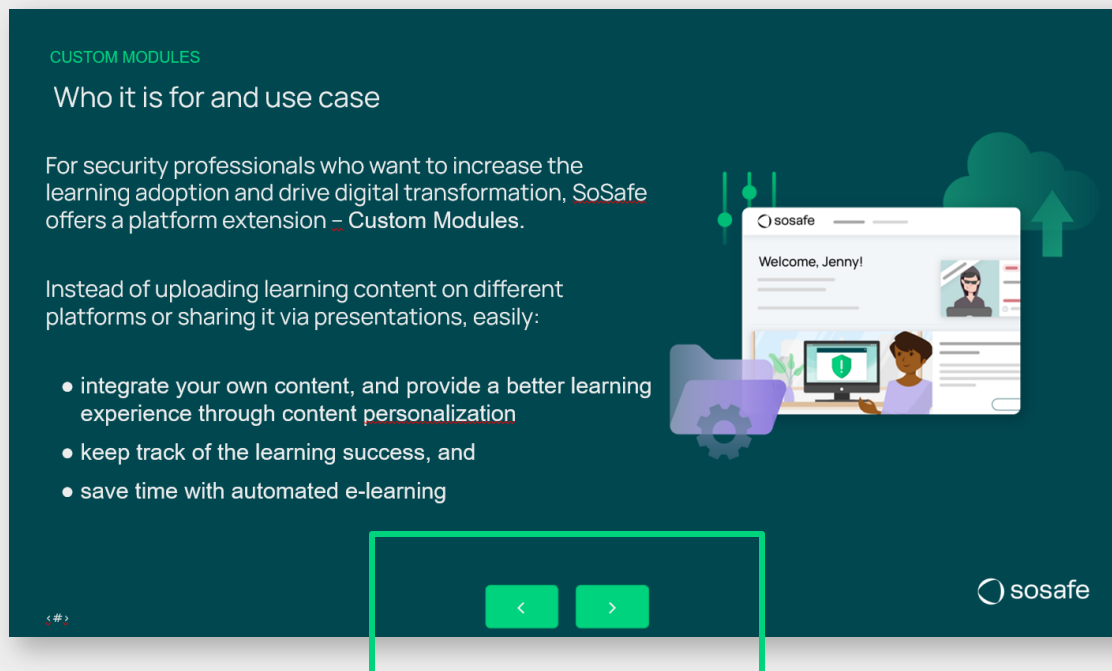 CUSTOM MODULES
Who it is for and use case
For security professionals who want to increase the
learning adoption and drive digital transformation, SoSafe
offers a platform extension – Custom Modules.
Instead of uploading learning content on different
platforms or sharing it via presentations, easily:
● integrate your own content, and provide a better learning
experience through content personalization
● keep track of the learning success, and
● save time with automated e-learning
sosafe
Welcome, Jenny!
‹ ›
sosafe
‹#›